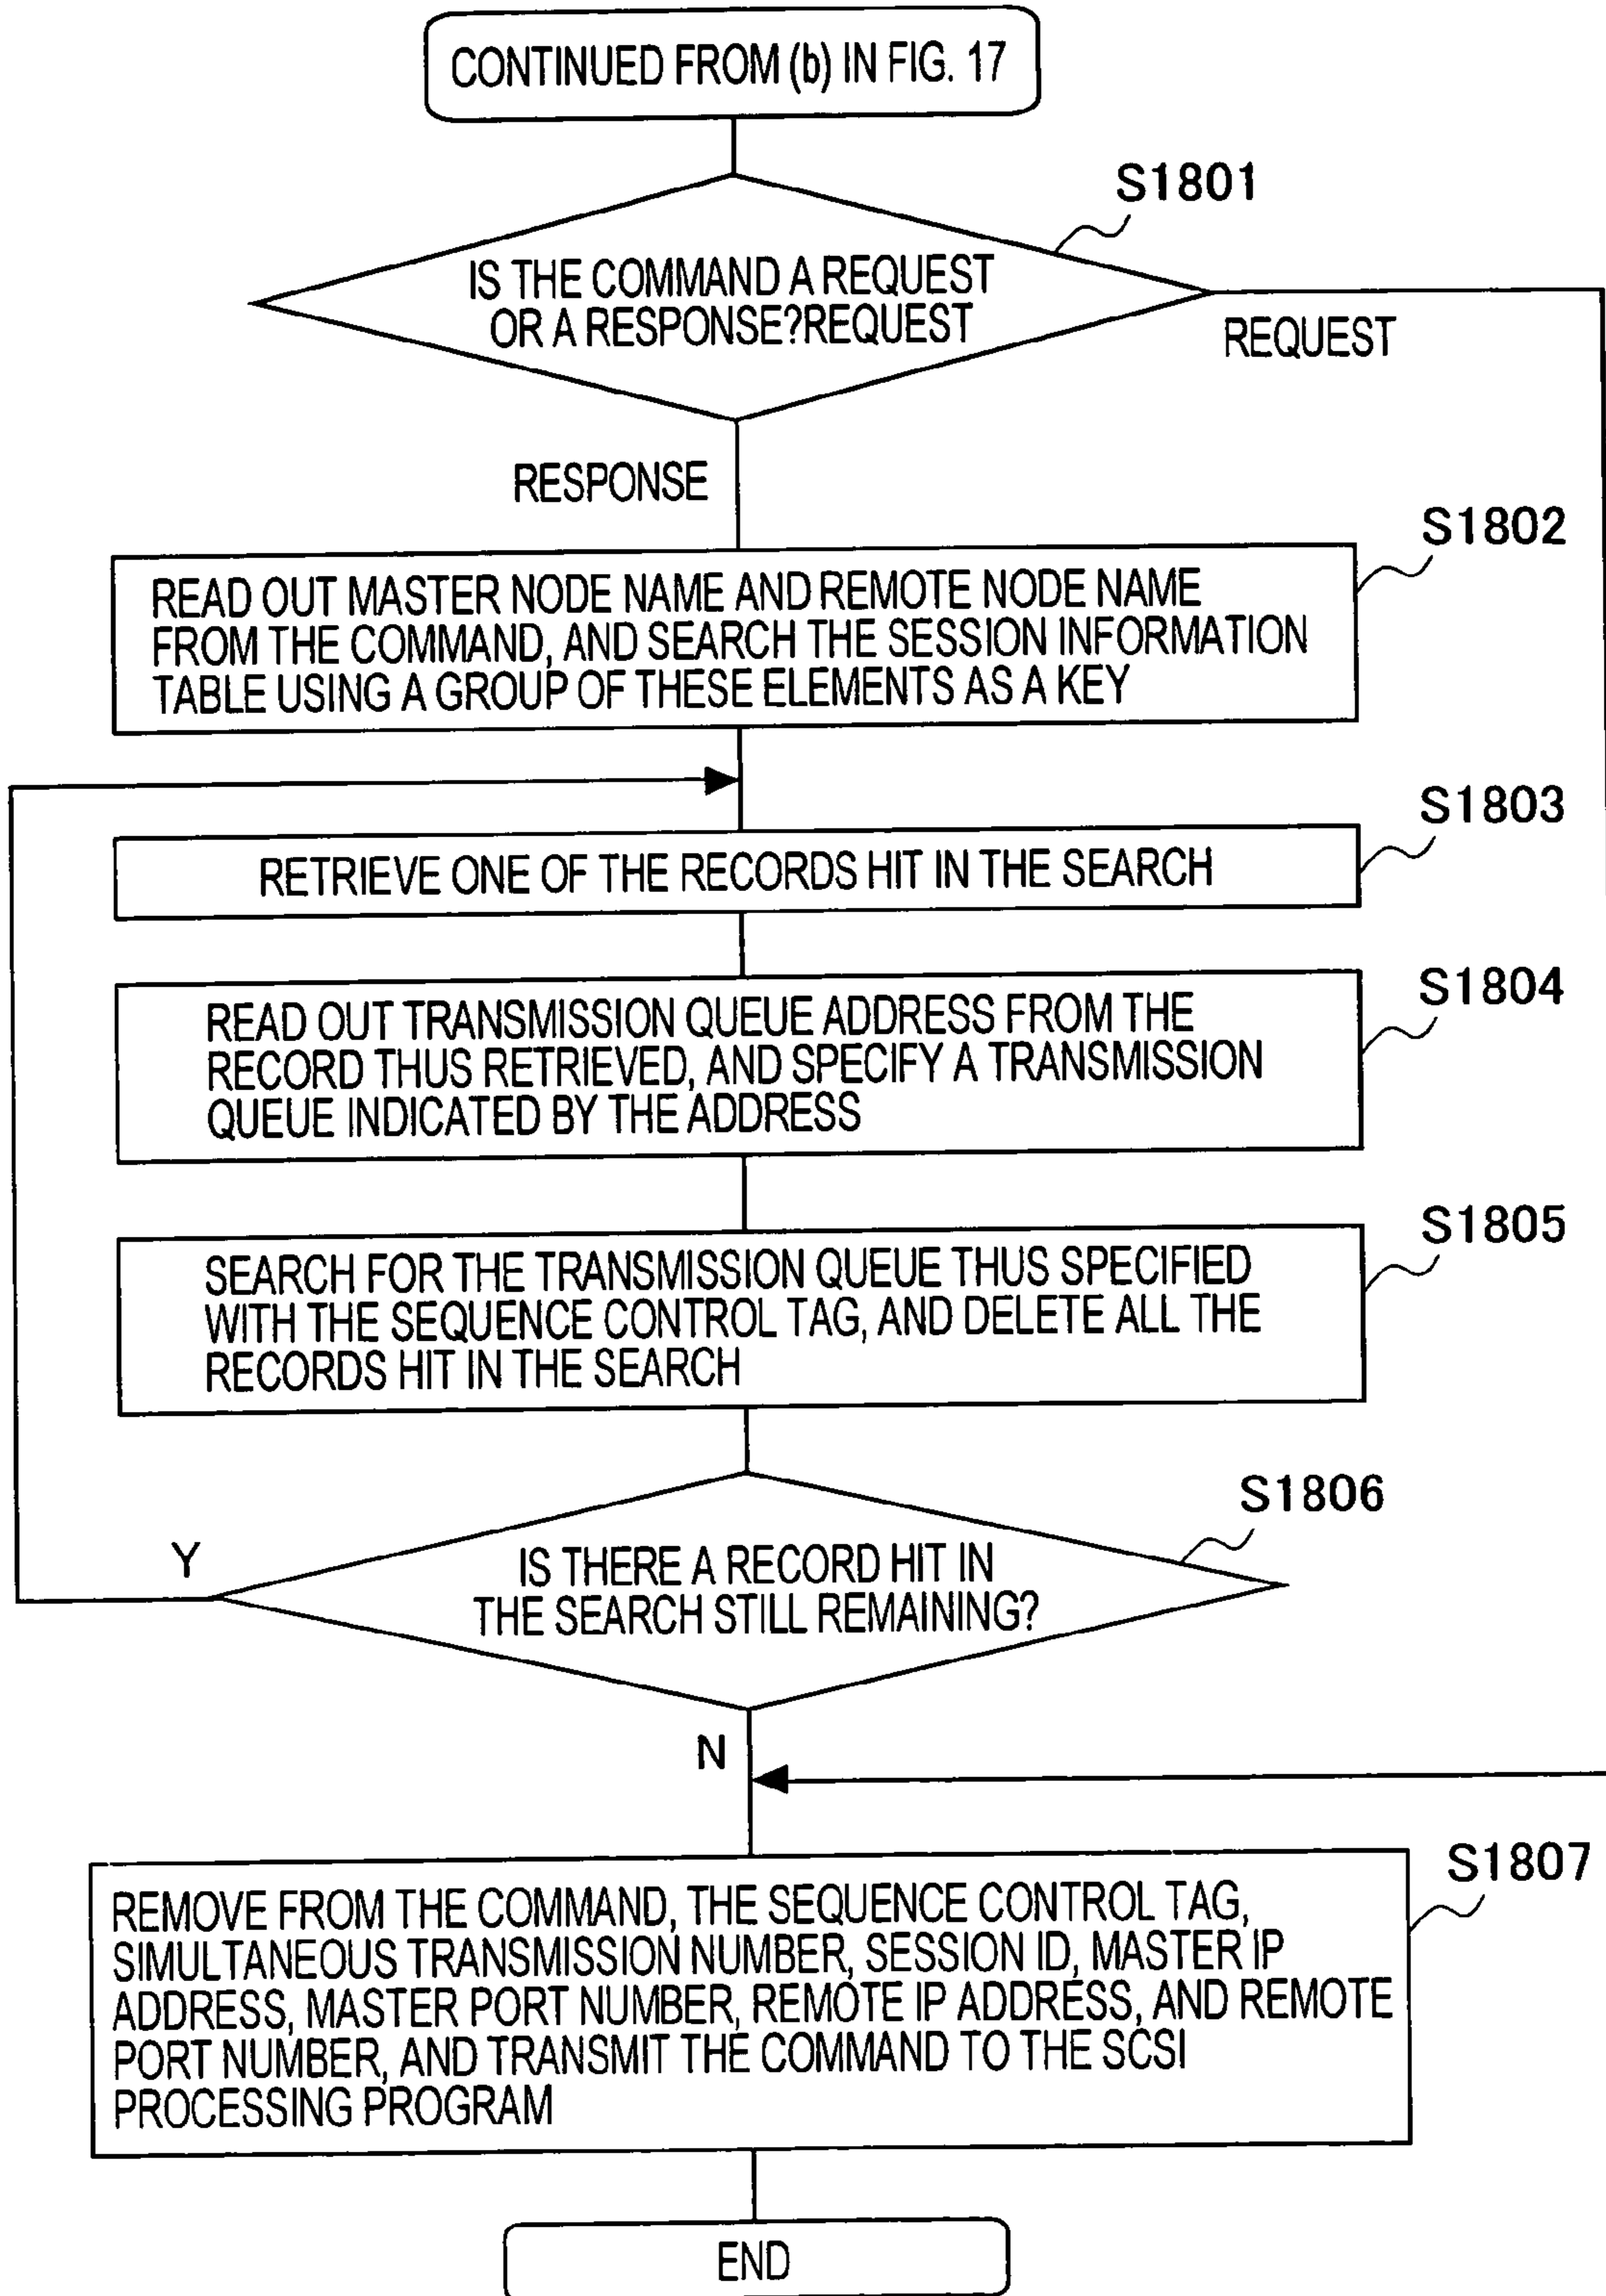 CONTINUED FROM (b) IN FIG. 17
S1801
IS THE COMMAND A REQUEST
OR A RESPONSE?REQUEST
REQUEST
RESPONSE
S1802
READ OUT MASTER NODE NAME AND REMOTE NODE NAME
FROM THE COMMAND, AND SEARCH THE SESSION INFORMATION
TABLE USING A GROUP OF THESE ELEMENTS AS A KEY
S1803
RETRIEVE ONE OF THE RECORDS HIT IN THE SEARCH
S1804
READ OUT TRANSMISSION QUEUE ADDRESS FROM THE
RECORD THUS RETRIEVED, AND SPECIFY A TRANSMISSION
QUEUE INDICATED BY THE ADDRESS
S1805
SEARCH FOR THE TRANSMISSION QUEUE THUS SPECIFIED
WITH THE SEQUENCE CONTROL TAG, AND DELETE ALL THE
RECORDS HIT IN THE SEARCH
S1806
Y
IS THERE A RECORD HIT IN
THE SEARCH STILL REMAINING?
N
S1807
REMOVE FROM THE COMMAND, THE SEQUENCE CONTROL TAG,
SIMULTANEOUS TRANSMISSION NUMBER, SESSION ID, MASTER IP
ADDRESS, MASTER PORT NUMBER, REMOTE IP ADDRESS, AND REMOTE
PORT NUMBER, AND TRANSMIT THE COMMAND TO THE SCSI
PROCESSING PROGRAM
END